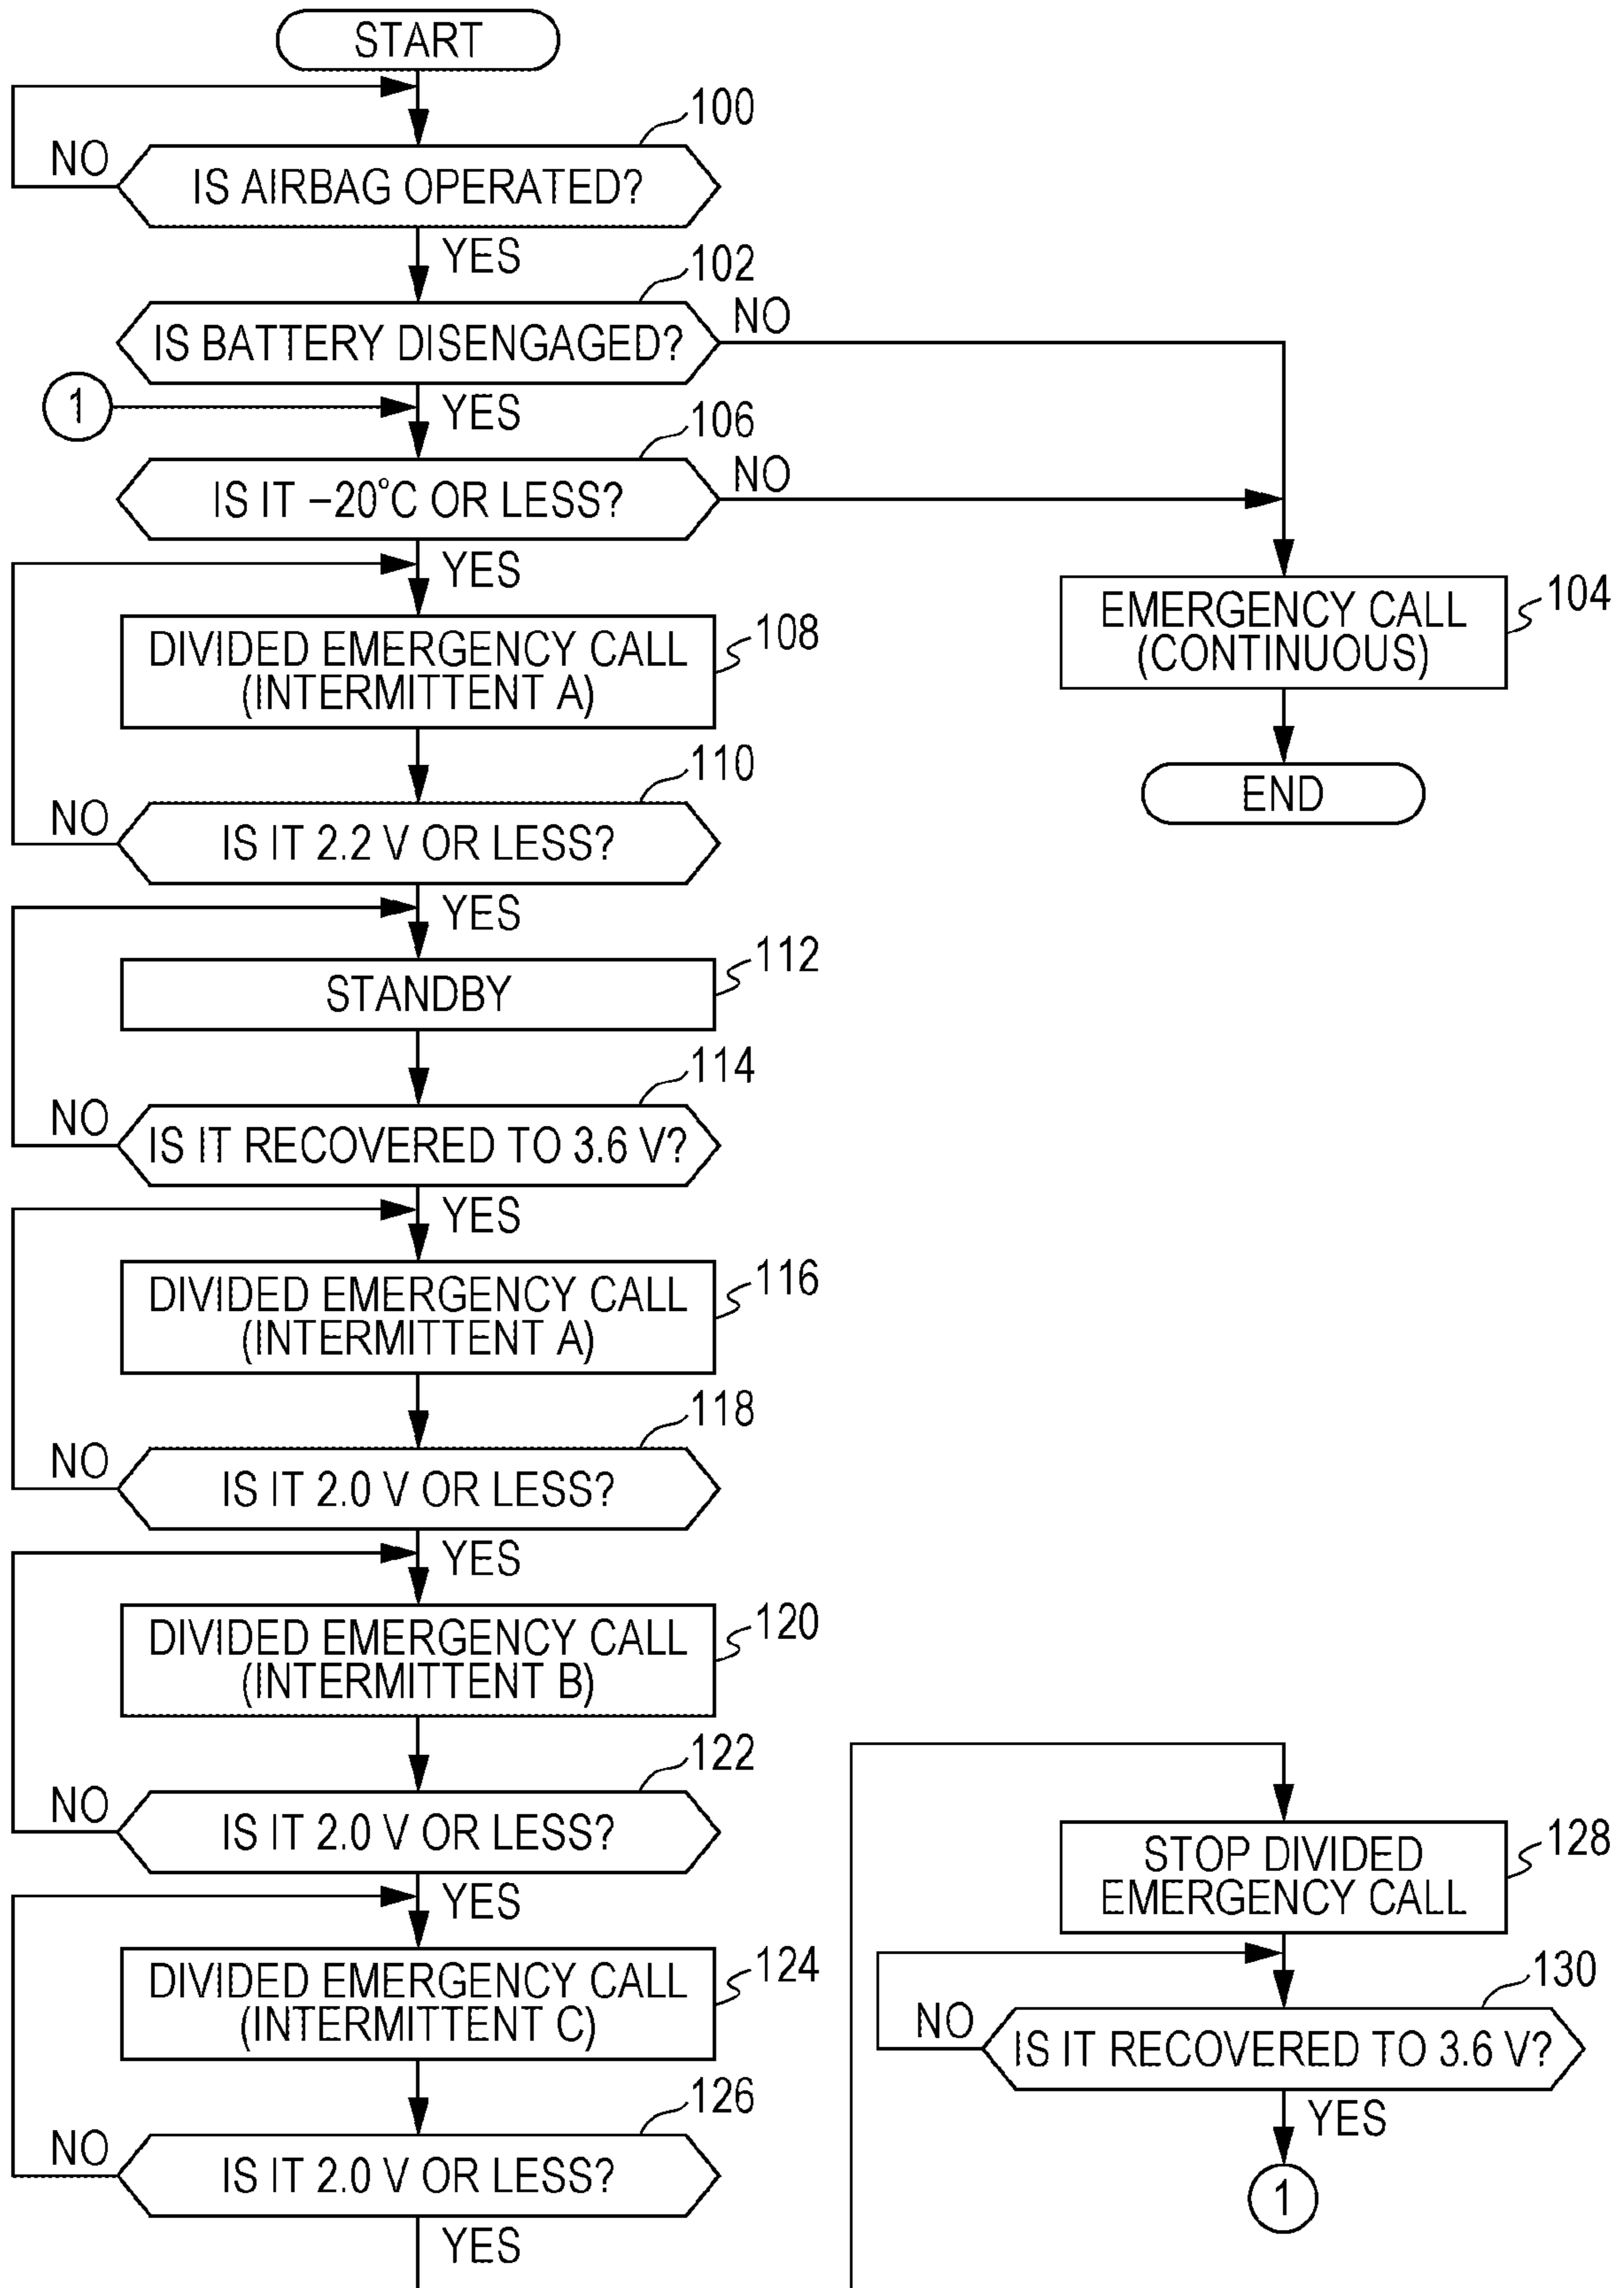 START
100
NO
IS AIRBAG OPERATED?
YES
102
IS BATTERY DISENGAGED?
NO
1
YES
106
IS IT –20°C OR LESS?
NO
YES
108
DIVIDED EMERGENCY CALL
(INTERMITTENT A)
110
NO
IS IT 2.2 V OR LESS?
YES
112
STANDBY
114
NO
IS IT RECOVERED TO 3.6 V?
YES
116
DIVIDED EMERGENCY CALL
(INTERMITTENT A)
118
NO
IS IT 2.0 V OR LESS?
YES
120
DIVIDED EMERGENCY CALL
(INTERMITTENT B)
122
NO
IS IT 2.0 V OR LESS?
YES
124
DIVIDED EMERGENCY CALL
(INTERMITTENT C)
126
NO
IS IT 2.0 V OR LESS?
YES
104
EMERGENCY CALL
(CONTINUOUS)
END
128
STOP DIVIDED
EMERGENCY CALL
130
NO
IS IT RECOVERED TO 3.6 V?
YES
1